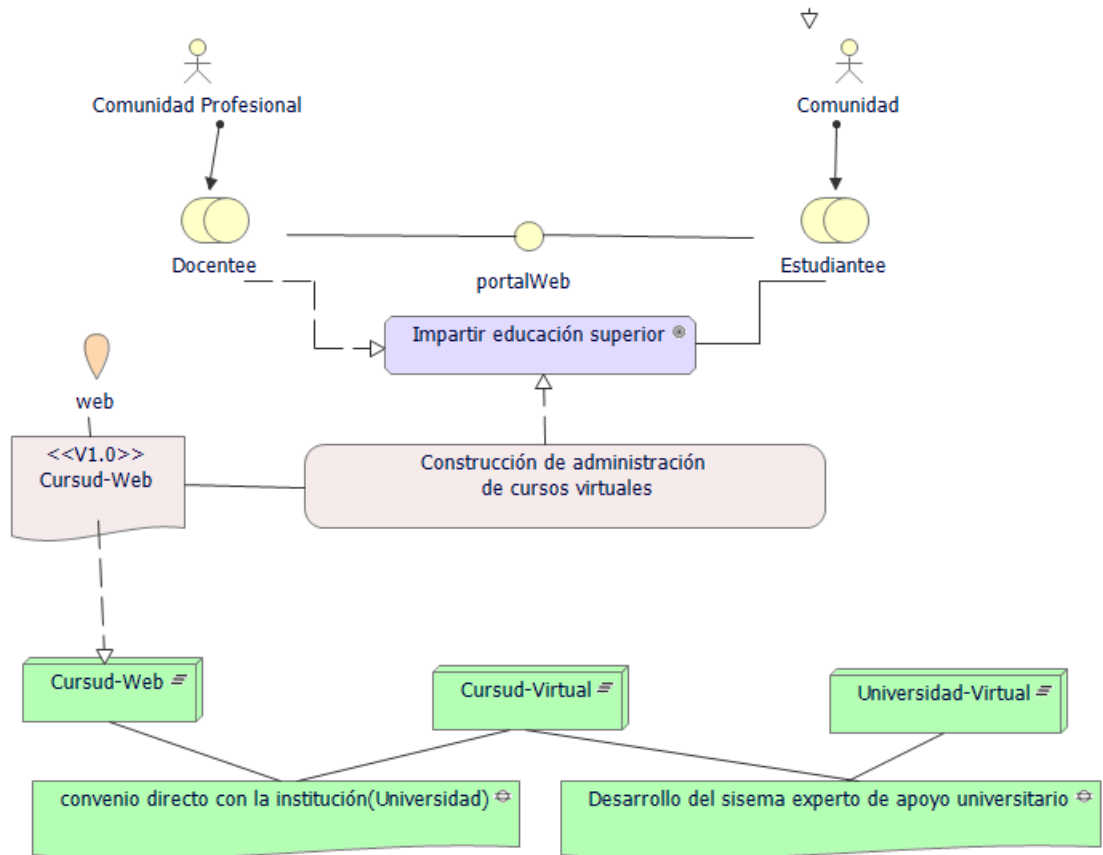 Comunidad Profesional
Comunidad
Docentee
portalWeb
Estudiantee
Impartir educación superior
web
<<V1.0>>
Cursud-Web
Construcción de administración
de cursos virtuales
Cursud-Web
Cursud-Virtual
Universidad-Virtual
convenio directo con la institución(Universidad)
Desarrollo del sisema experto de apoyo universitario